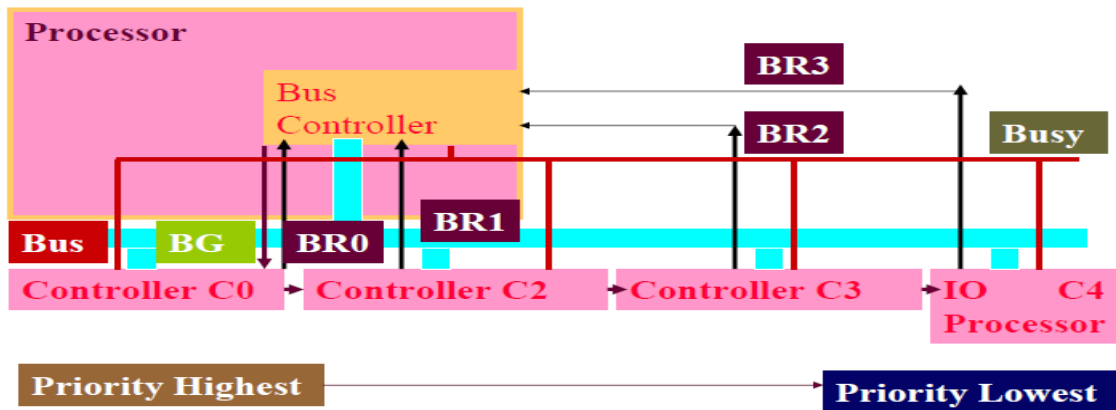 Processor
Bus
Controller
BR3
BR2
Busy
BR1
Bus
BG
BR0
Controller C0
Controller C2
Controller C3
IO C4
Processor
Priority Highest
Priority Lowest